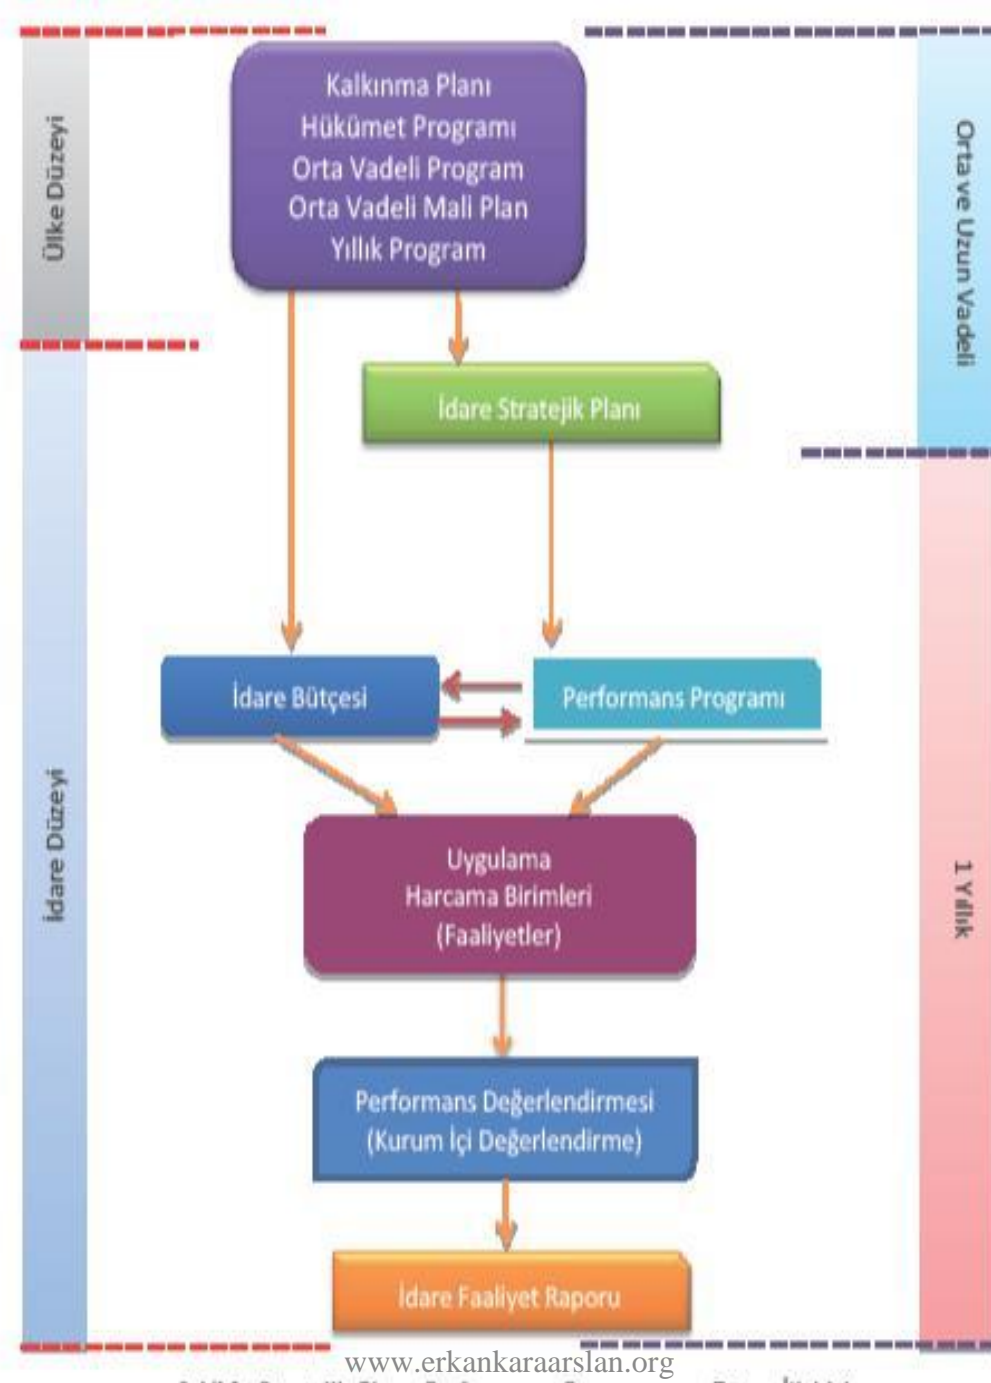 Ülke Düzeyi
Kalkınma Planı
Hükümet Programı
Orta Vadeli Program
Orta Vadeli Mali Plan
Yıllık Program
Orta ve Uzun Vadeli
İdare Stratejik Planı
İdare Bütçesi
Performans Programı
İdare Düzeyi
Uygulama
Harcama Birimleri
(Faaliyetler)
1 Yıllık
Performans Değerlendirmesi
(Kurum İçi Değerlendirme)
İdare Faaliyet Raporu
www.erkankaraarslan.org